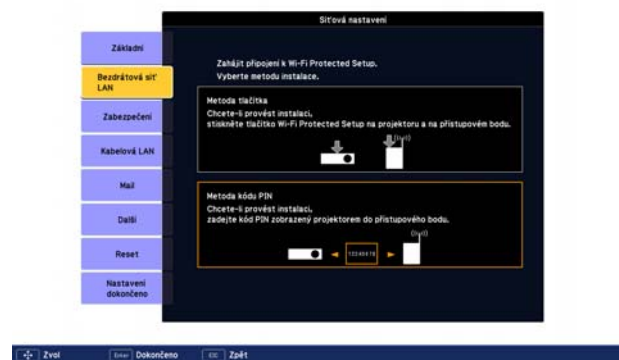 Síťová nastavení
Základní
Bezdrátová síť
LAN
Zabezpečení
Kabelová LAN
Mail
Další
Reset
Nastavení
dokončeno
Zahájit připojení k Wi-Fi Protected Setup.
Vyberte metodu instalace.
Metoda tlačítka
Chcete-li provést instalaci,
stiskněte tlačítko Wi-Fi Protected Setup na projektoru a na přístupovém bodu.
Metoda kódu PIN
Chcete-li provést instalaci,
zadejte kód PIN zobrazený projektorem do přístupového bodu.
Zvol
Enter Dokončeno
ESC Zpět